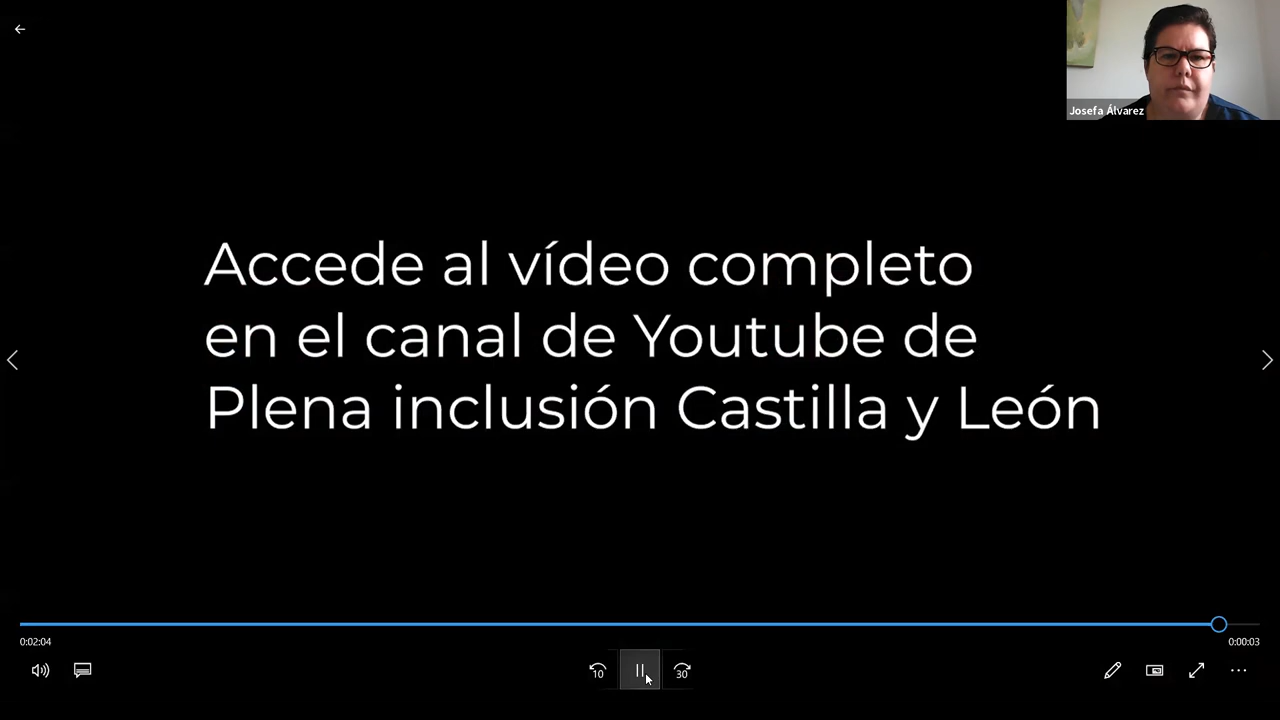 Josefa Álvarez
Accede al vídeo completo
en el canal de Youtube de
Plena inclusión Castilla y León
0:02:04
0:00:03
10
30